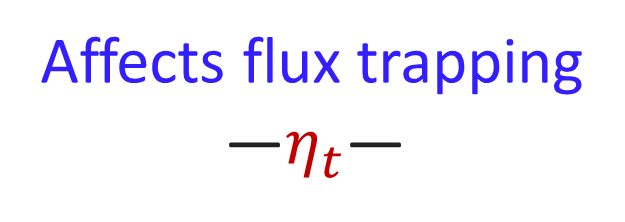 Affects flux trapping
—ηₜ—